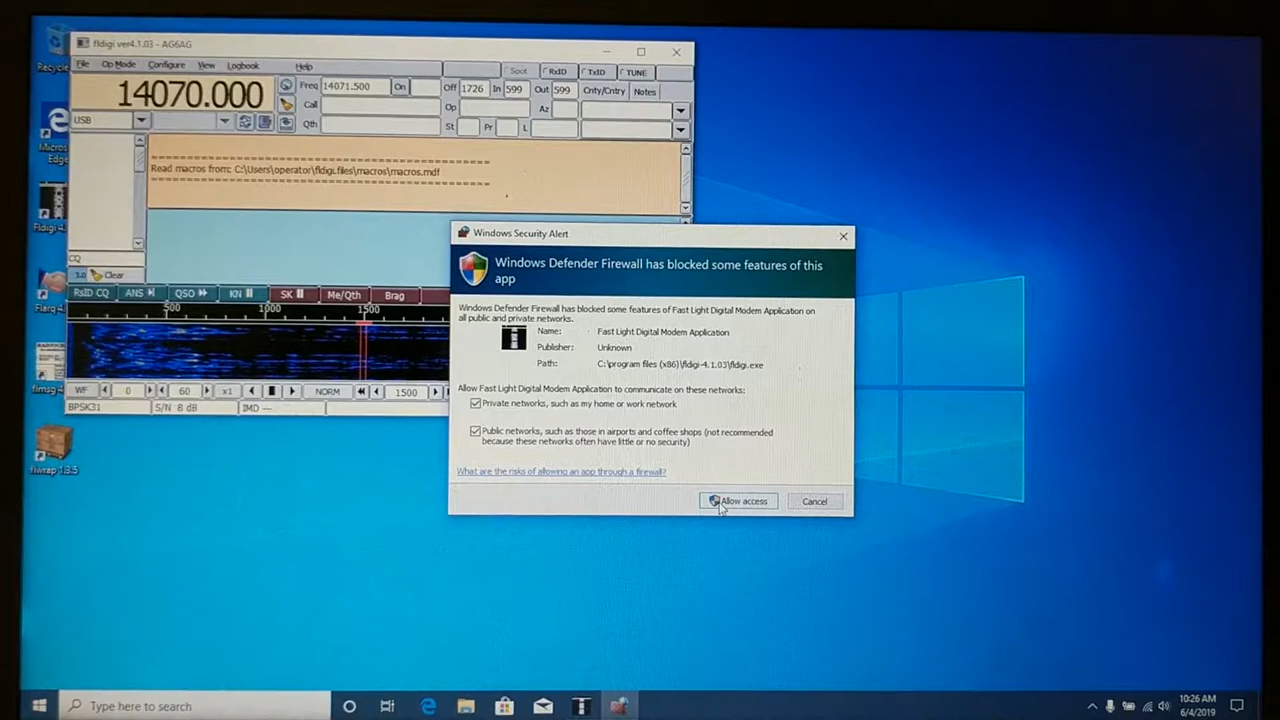 Recycle
Micros
Edge
Fldigi 4.
Flarq 4.
flmsg 4.
flwrap 1.3.5
fldigi ver4.1.03 - AG6AG
File Op Mode Configure View Logbook Help
Spot RxID TxID TUNE
14070.000
Freq 14071.500 On Off 1726 In 599 Out 599 Cnty/Cntry Notes
Call Op Az
USB
Qth St Pr L
Read macros from: C:\Users\operator\fldigi.files\macros\macros.mdf
CQ
3.0 Clear
RsID CQ ANS QSO KN SK Me/Qth Brag
500 1000 1500
WF 0 60 x1 NORM 1500
BPSK31 S/N 8 dB IMD ---
Windows Security Alert
Windows Defender Firewall has blocked some features of this
app
Windows Defender Firewall has blocked some features of Fast Light Digital Modem Application on
all public and private networks.
Name: Fast Light Digital Modem Application
Publisher: Unknown
Path: C:\program files (x86)\fldigi-4.1.03\fldigi.exe
Allow Fast Light Digital Modem Application to communicate on these networks:
Private networks, such as my home or work network
Public networks, such as those in airports and coffee shops (not recommended
because these networks often have little or no security)
What are the risks of allowing an app through a firewall?
Allow access Cancel
Type here to search
10:26 AM
6/4/2019